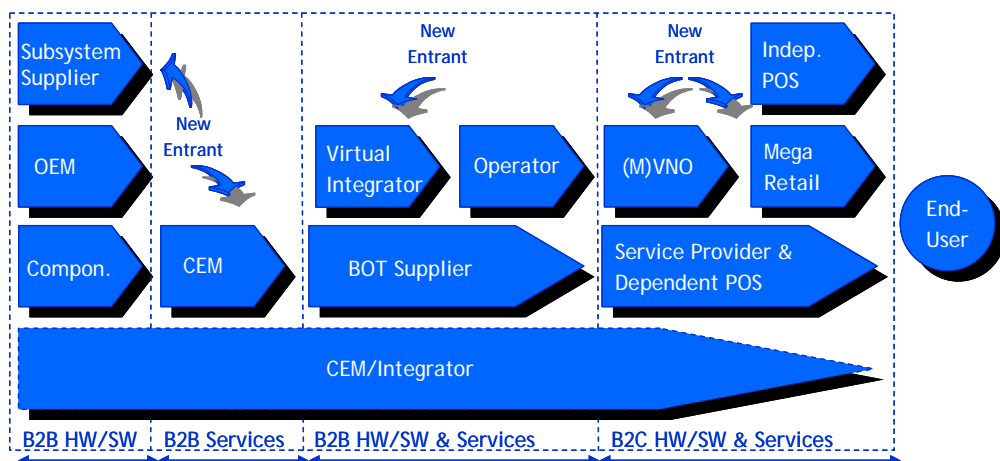 Subsystem
Supplier
New
Entrant
New
Entrant
Indep.
POS
New
Entrant
OEM
Virtual
Integrator
Operator
(M)VNO
Mega
Retail
End-
User
Compon.
CEM
BOT Supplier
Service Provider &
Dependent POS
CEM/Integrator
B2B HW/SW
B2B Services
B2B HW/SW & Services
B2C HW/SW & Services